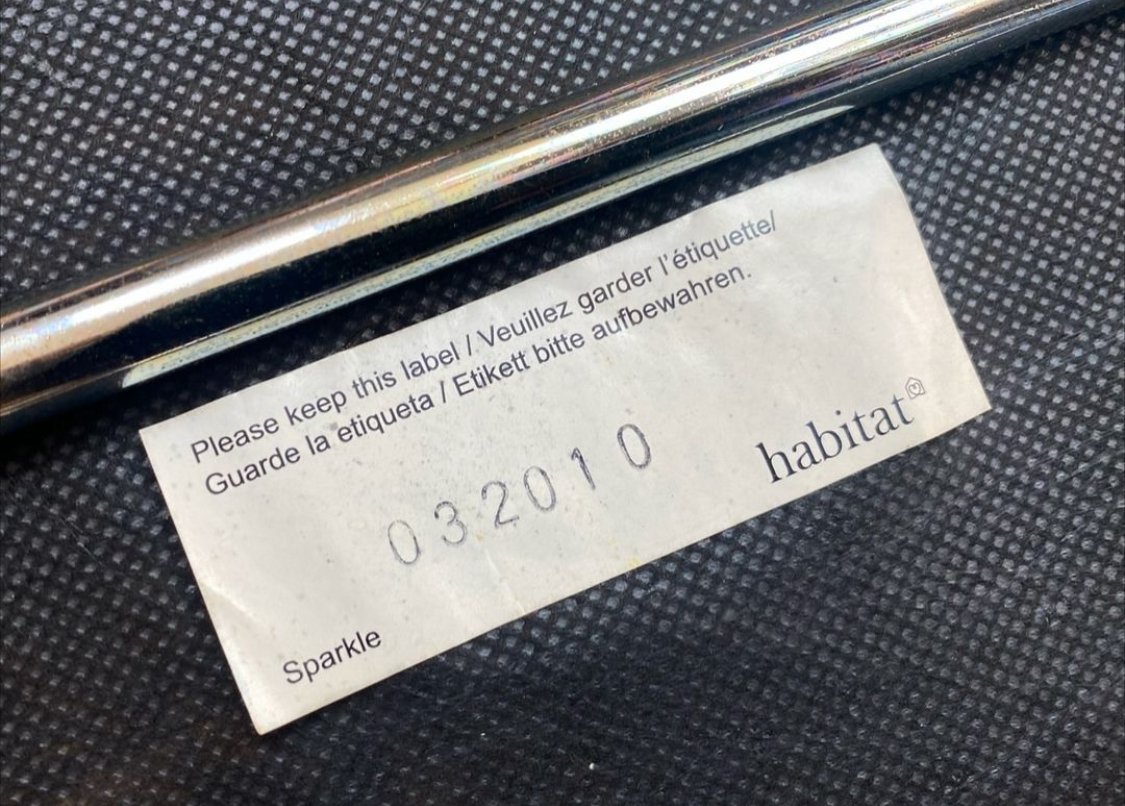 Please keep this label / Veuillez garder l'étiquette/
Guarde la etiqueta / Etikett bitte aufbewahren.
032010
habitat
Sparkle